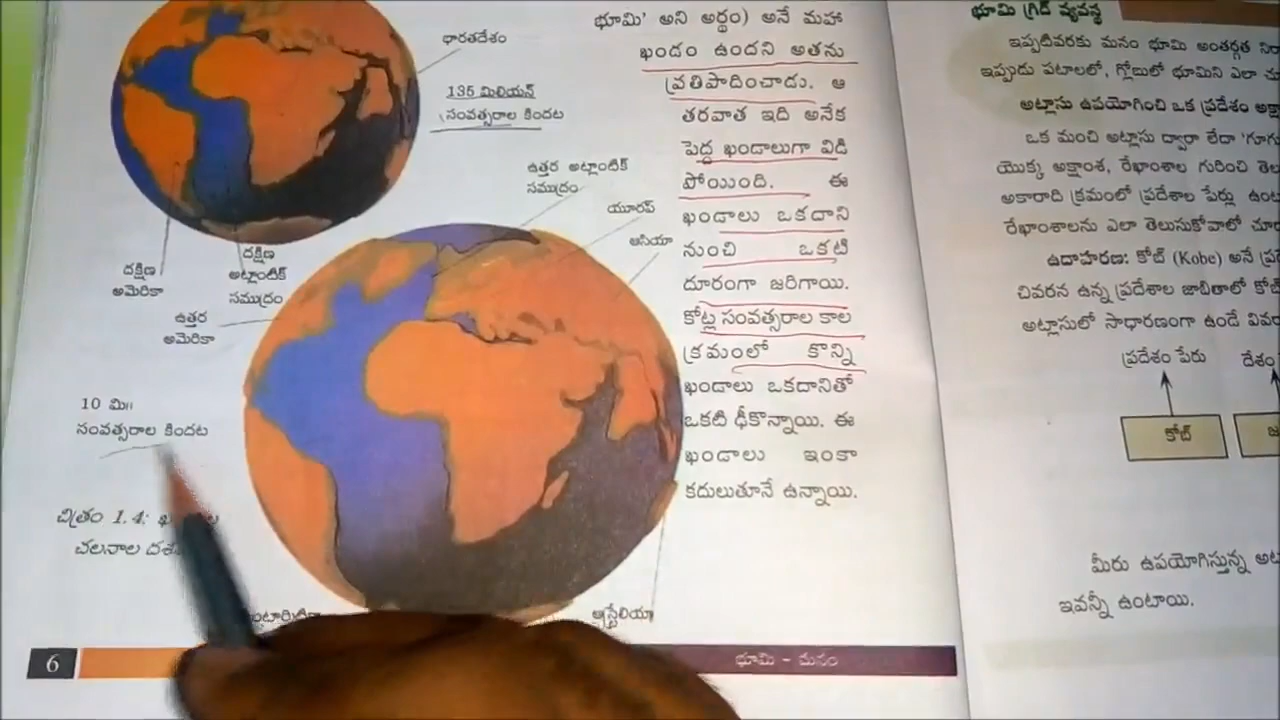 భారతదేశం
135 మిలియన్
సంవత్సరాల కిందట
ఉత్తర అట్లాంటిక్
సముద్రం
యూరప్
ఆసియా
దక్షిణ
అమెరికా
దక్షిణ
అట్లాంటిక్
సముద్రం
ఉత్తర
అమెరికా
10 మి॥
సంవత్సరాల కిందట
చిత్రం 1.4:
చలనాల
ఆస్ట్రేలియా
6
భూమి - మనం
భూమి' అని అర్థం) అనే మహా
ఖండం ఉందని అతను
ప్రతిపాదించాడు. ఆ
తరవాత ఇది అనేక
పెద్ద ఖండాలుగా విడి
పోయింది. ఈ
ఖండాలు ఒకదాని
నుంచి ఒకటి
దూరంగా జరిగాయి.
కోట్ల సంవత్సరాల కాల
క్రమంలో కొన్ని
ఖండాలు ఒకదానితో
ఒకటి ఢీకొన్నాయి. ఈ
ఖండాలు ఇంకా
కదులుతూనే ఉన్నాయి.
భూమి గ్రిడ్ వ్యవస్థ
ఇప్పటివరకు మనం భూమి అంతర్గత
ఇప్పుడు పటాలలో, గ్లోబులో భూమిని ఎలా
అట్లాసు ఉపయోగించి ఒక ప్రదేశం
ఒక మంచి అట్లాసు ద్వారా లేదా
యొక్క అక్షాంశ, రేఖాంశాల గురించి
అకారాది క్రమంలో ప్రదేశాల పేర్లు
రేఖాంశాలను ఎలా తెలుసుకోవాలో
ఉదాహరణ: కోబ్ (Kobe) అనే
చివరన ఉన్న ప్రదేశాల జాబితాలో
అట్లాసులో సాధారణంగా ఉండే
ప్రదేశం పేరు
కోబ్
మీరు ఉపయోగిస్తున్న
ఇవన్నీ ఉంటాయి.